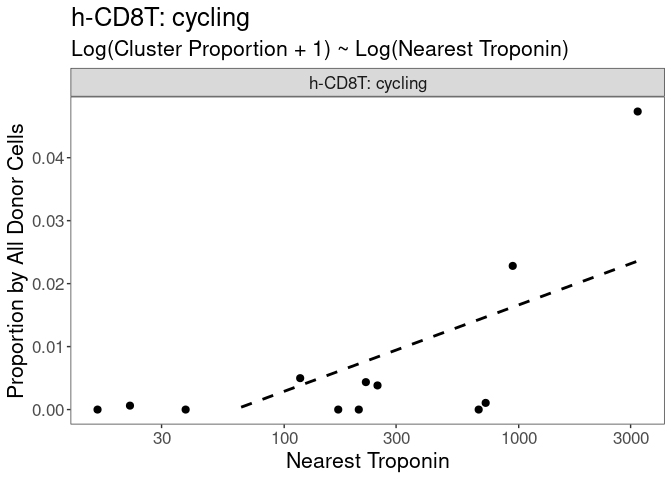 h-CD8T: cycling
Log(Cluster Proportion + 1) ~ Log(Nearest Troponin)
h-CD8T: cycling
Proportion by All Donor Cells
0.04
0.03
0.02
0.01
0.00
30 100 300 1000 3000
Nearest Troponin